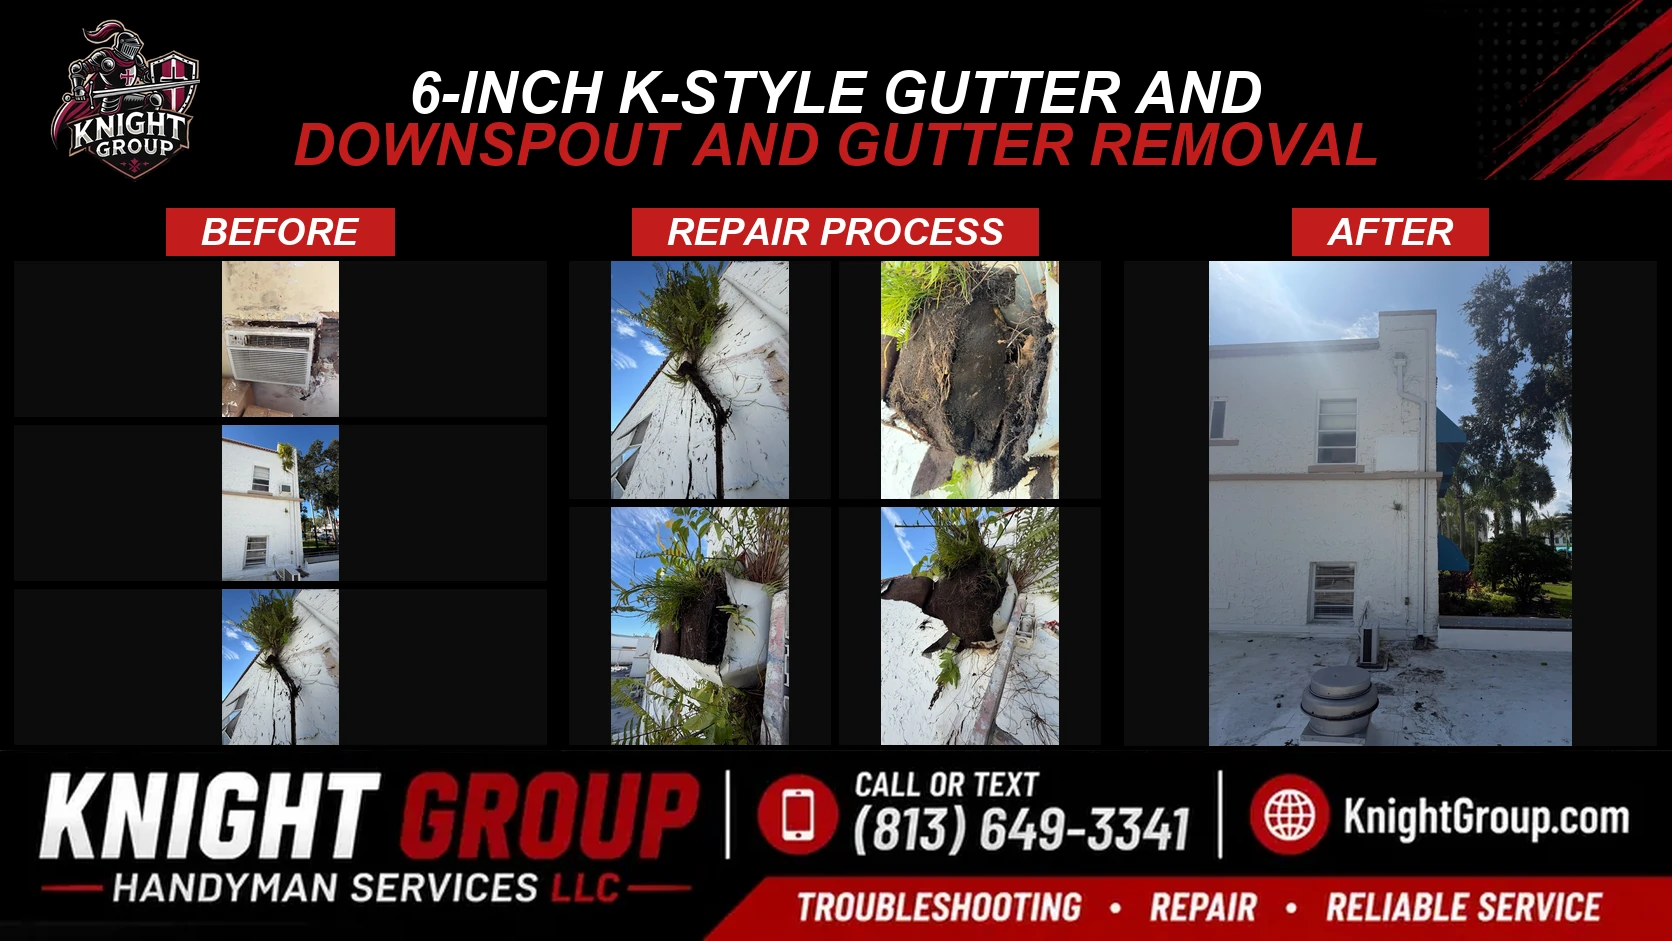 KNIGHT
GROUP
6-INCH K-STYLE GUTTER AND
DOWNSPOUT AND GUTTER REMOVAL
BEFORE
REPAIR PROCESS
AFTER
KNIGHT GROUP
HANDYMAN SERVICES LLC
CALL OR TEXT
(813) 649-3341
KnightGroup.com
TROUBLESHOOTING • REPAIR • RELIABLE SERVICE